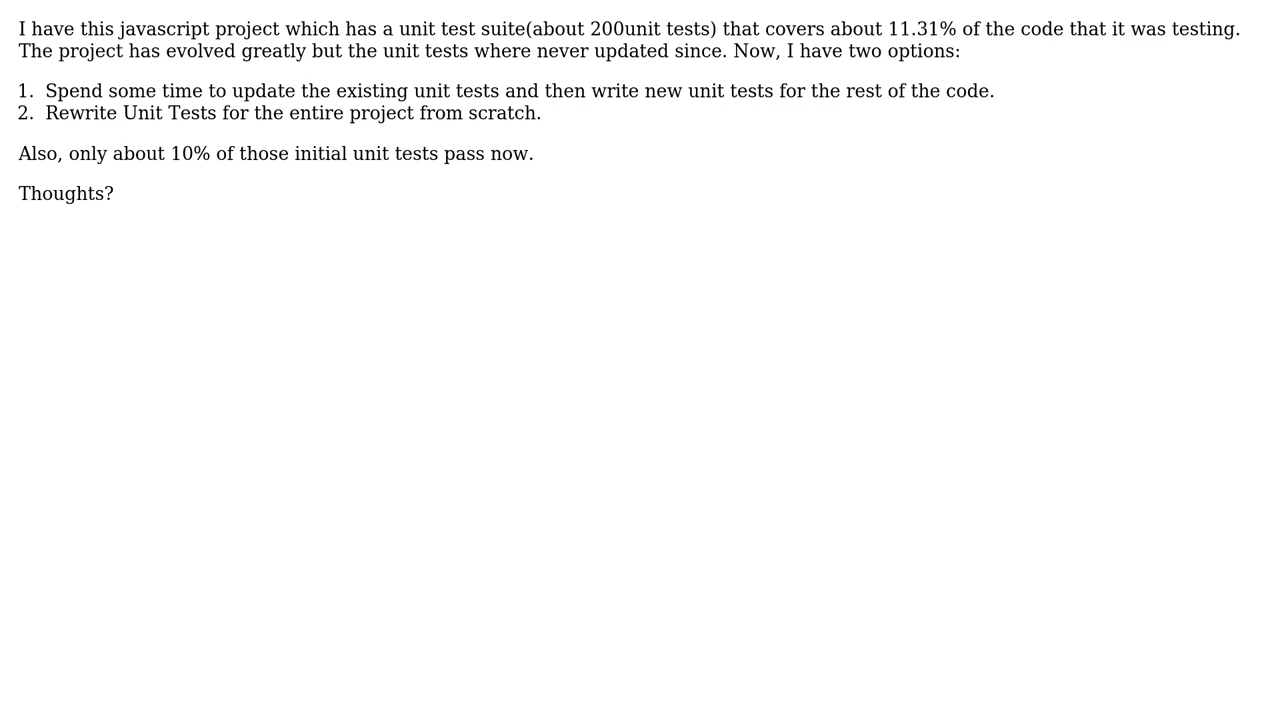 I have this javascript project which has a unit test suite(about 200unit tests) that covers about 11.31% of the code that it was testing.
The project has evolved greatly but the unit tests where never updated since. Now, I have two options:
1. Spend some time to update the existing unit tests and then write new unit tests for the rest of the code.
2. Rewrite Unit Tests for the entire project from scratch.
Also, only about 10% of those initial unit tests pass now.
Thoughts?